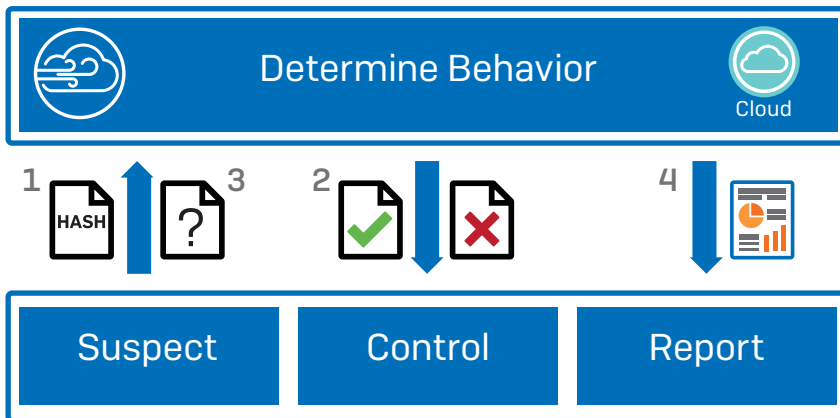 Determine Behavior
Cloud
1
HASH
?
3
2
4
Suspect
Control
Report